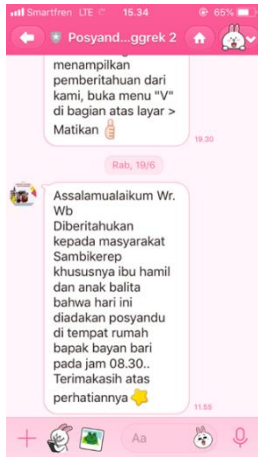 Smartfren LTE 15.34 65%
Posyand...ggrek 2
menampilkan
pemberitahuan dari
kami, buka menu "V"
di bagian atas layar >
Matikan
19.30
Rab, 19/6
Assalamualaikum Wr.
Wb
Diberitahukan
kepada masyarakat
Sambikerep
khususnya ibu hamil
dan anak balita
bahwa hari ini
diadakan posyandu
di tempat rumah
bapak bayan bari
pada jam 08.30..
Terimakasih atas
perhatiannya
11.55
Aa